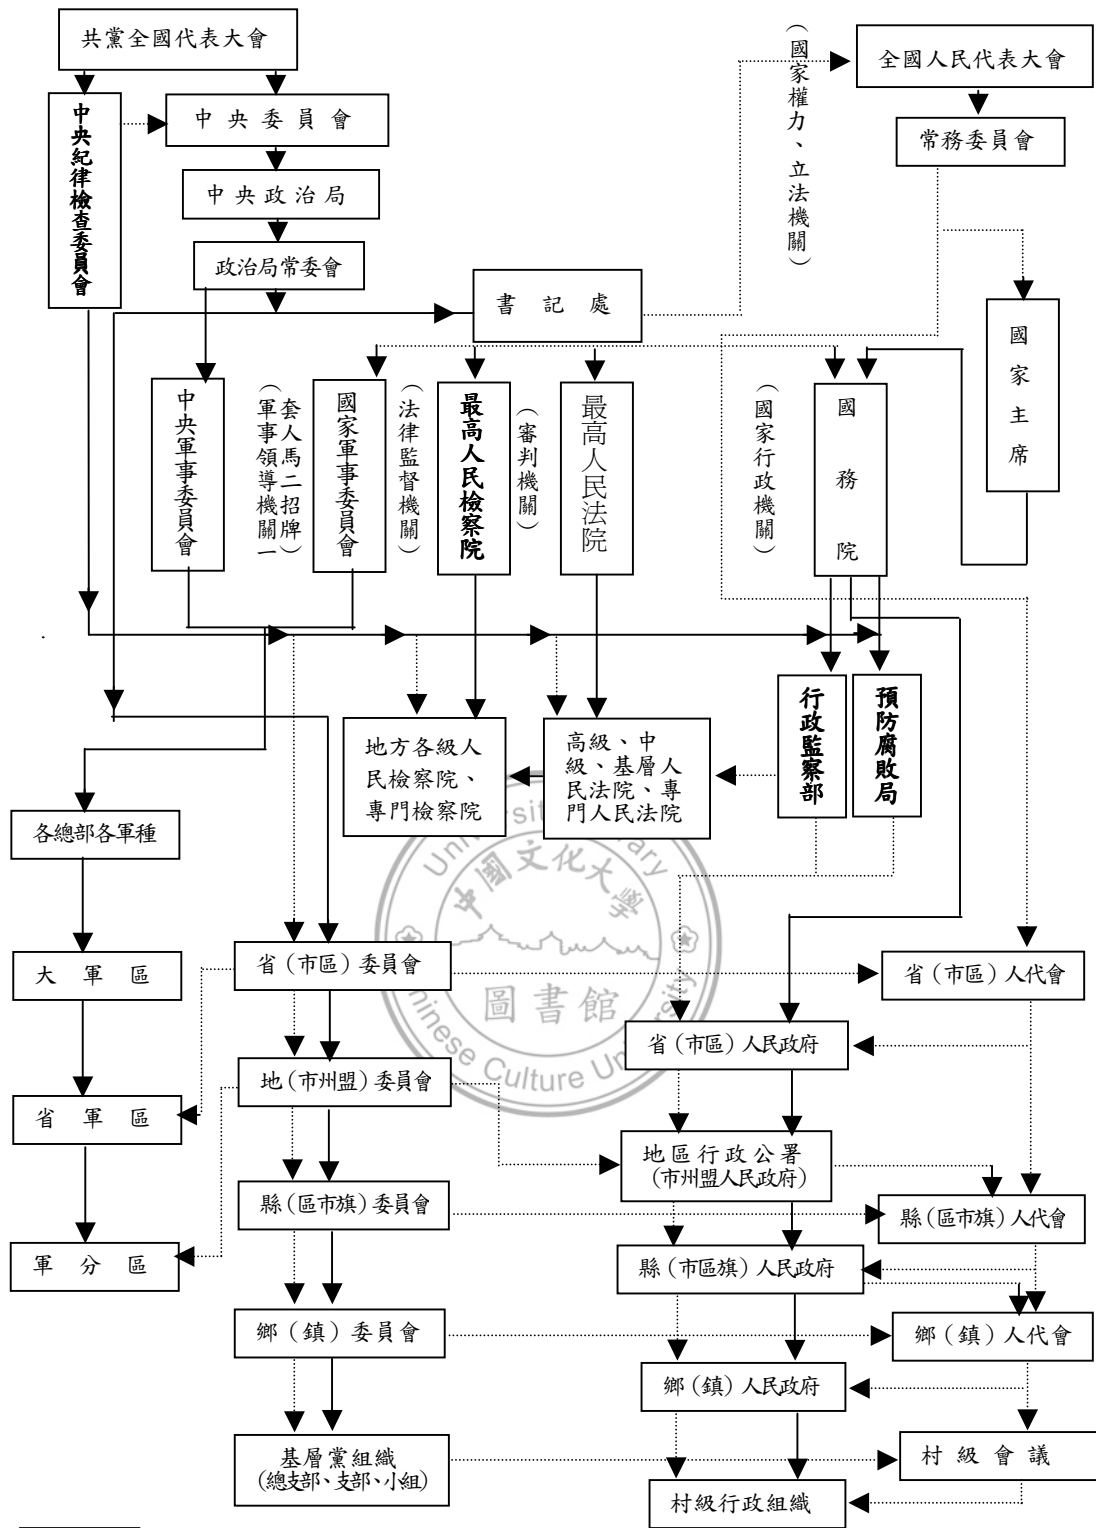 共黨全國代表大會
全國人民代表大會
(國家權力、立法機關)
中央紀律檢查委員會
中央委員會
常務委員會
中央政治局
政治局常委會
書記處
國家主席
中央軍事委員會
(軍事領導機關一
套人馬二招牌)
國家軍事委員會
(法律監督機關)
最高人民檢察院
(審判機關)
最高人民法院
(國家行政機關)
國務院
行政監察部
預防腐敗局
地方各級人
民檢察院、
專門檢察院
高級、中
級、基層人
民法院、專
門人民法院
各總部各軍種
大軍區
省(市區)委員會
省(市區)人代會
省(市區)人民政府
地(市州盟)委員會
省軍區
地區行政公署
(市州盟人民政府)
縣(區市旗)委員會
縣(區市旗)人代會
軍分區
縣(市區旗)人民政府
鄉(鎮)委員會
鄉(鎮)人代會
鄉(鎮)人民政府
基層黨組織
(總支部、支部、小組)
村級會議
村級行政組織
中國文化大學
圖書館
Chinese Culture University
University Library